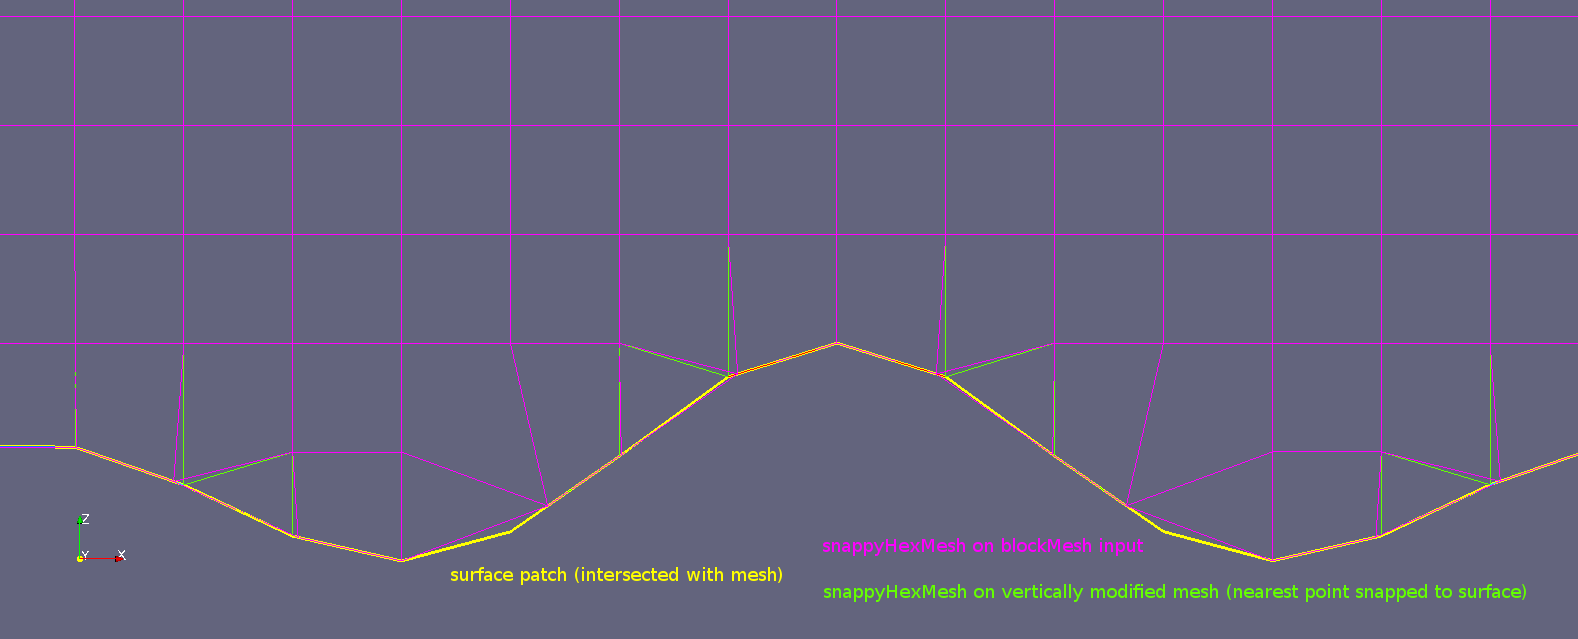 Z
Y X
snappyHexMesh on blockMesh input
surface patch (intersected with mesh)
snappyHexMesh on vertically modified mesh (nearest point snapped to surface)